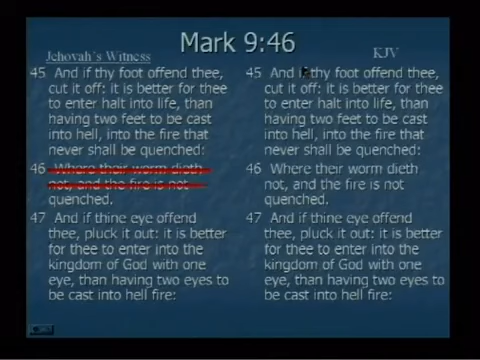 Mark 9:46
Jehovah's Witness
45 And if thy foot offend thee,
cut it off: it is better for thee
to enter halt into life, than
having two feet to be cast
into hell, into the fire that
never shall be quenched:
46 Where their worm dieth
not, and the fire is not
quenched.
47 And if thine eye offend
thee, pluck it out: it is better
for thee to enter into the
kingdom of God with one
eye, than having two eyes to
be cast into hell fire:
KJV
45 And if thy foot offend thee,
cut it off: it is better for thee
to enter halt into life, than
having two feet to be cast
into hell, into the fire that
never shall be quenched:
46 Where their worm dieth
not, and the fire is not
quenched.
47 And if thine eye offend
thee, pluck it out: it is better
for thee to enter into the
kingdom of God with one
eye, than having two eyes to
be cast into hell fire: